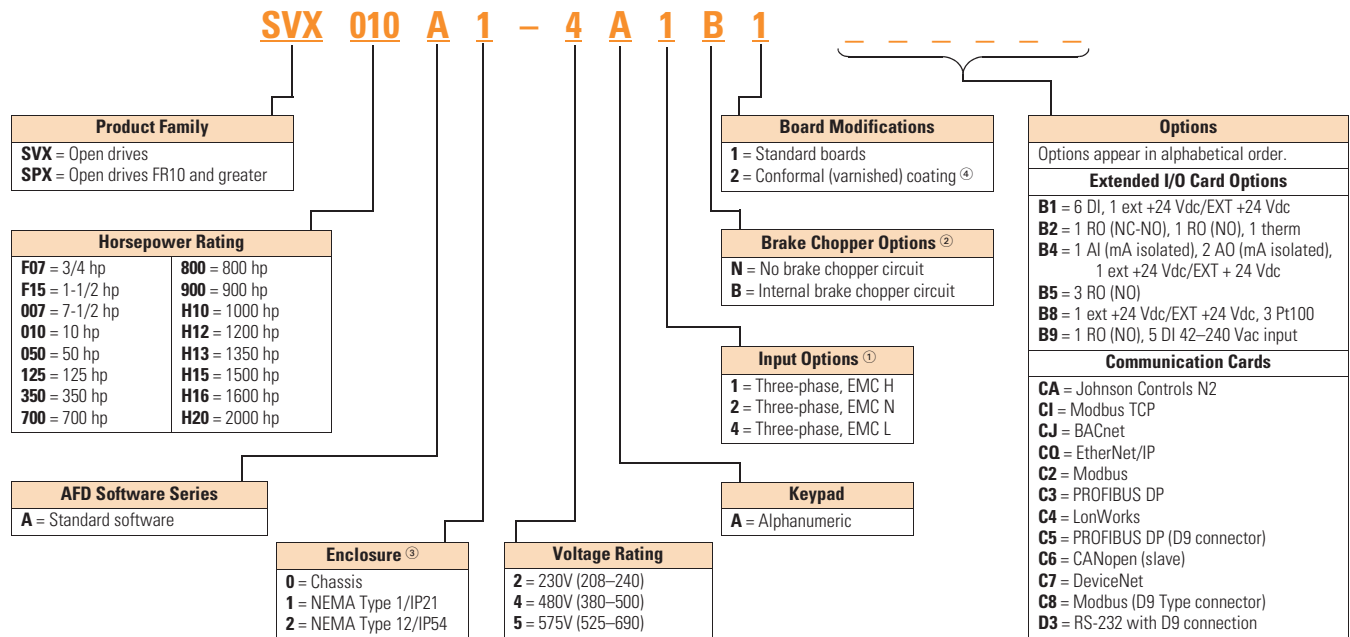 SVX 010 A 1 – 4 A 1 B 1 _ _ _ _ _ _
Product Family
SVX = Open drives
SPX = Open drives FR10 and greater
Horsepower Rating
F07 = 3/4 hp
F15 = 1-1/2 hp
007 = 7-1/2 hp
010 = 10 hp
050 = 50 hp
125 = 125 hp
350 = 350 hp
700 = 700 hp
800 = 800 hp
900 = 900 hp
H10 = 1000 hp
H12 = 1200 hp
H13 = 1350 hp
H15 = 1500 hp
H16 = 1600 hp
H20 = 2000 hp
AFD Software Series
A = Standard software
Enclosure ③
0 = Chassis
1 = NEMA Type 1/IP21
2 = NEMA Type 12/IP54
Voltage Rating
2 = 230V (208–240)
4 = 480V (380–500)
5 = 575V (525–690)
Keypad
A = Alphanumeric
Input Options ①
1 = Three-phase, EMC H
2 = Three-phase, EMC N
4 = Three-phase, EMC L
Brake Chopper Options ②
N = No brake chopper circuit
B = Internal brake chopper circuit
Board Modifications
1 = Standard boards
2 = Conformal (varnished) coating ④
Options
Options appear in alphabetical order.
Extended I/O Card Options
B1 = 6 DI, 1 ext +24 Vdc/EXT +24 Vdc
B2 = 1 RO (NC-NO), 1 RO (NO), 1 therm
B4 = 1 AI (mA isolated), 2 AO (mA isolated),
1 ext +24 Vdc/EXT + 24 Vdc
B5 = 3 RO (NO)
B8 = 1 ext +24 Vdc/EXT +24 Vdc, 3 Pt100
B9 = 1 RO (NO), 5 DI 42–240 Vac input
Communication Cards
CA = Johnson Controls N2
CI = Modbus TCP
CJ = BACnet
CQ = EtherNet/IP
C2 = Modbus
C3 = PROFIBUS DP
C4 = LonWorks
C5 = PROFIBUS DP (D9 connector)
C6 = CANopen (slave)
C7 = DeviceNet
C8 = Modbus (D9 Type connector)
D3 = RS-232 with D9 connection